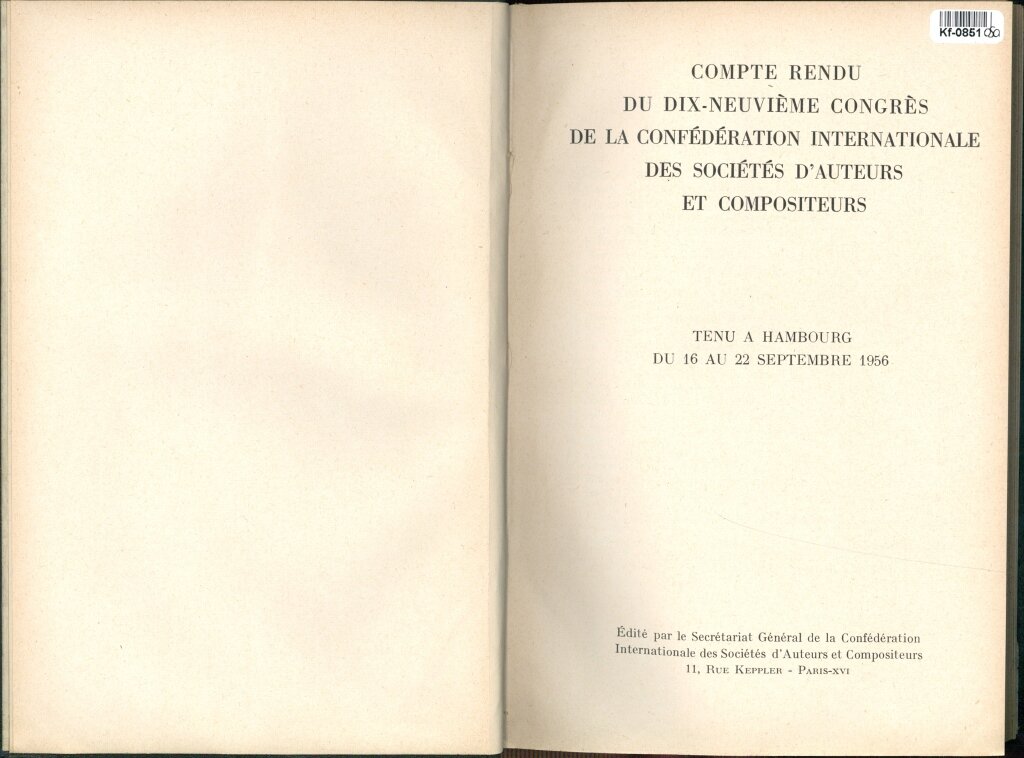 Kf-0851
COMPTE RENDU
DU DIX-NEUVIÈME CONGRÈS
DE LA CONFÉDÉRATION INTERNATIONALE
DES SOCIÉTÉS D'AUTEURS
ET COMPOSITEURS
TENU A HAMBOURG
DU 16 AU 22 SEPTEMBRE 1956
Édité par le Secrétariat Général de la Confédération
Internationale des Sociétés d'Auteurs et Compositeurs
11, RUE KEPPLER - PARIS-XVI